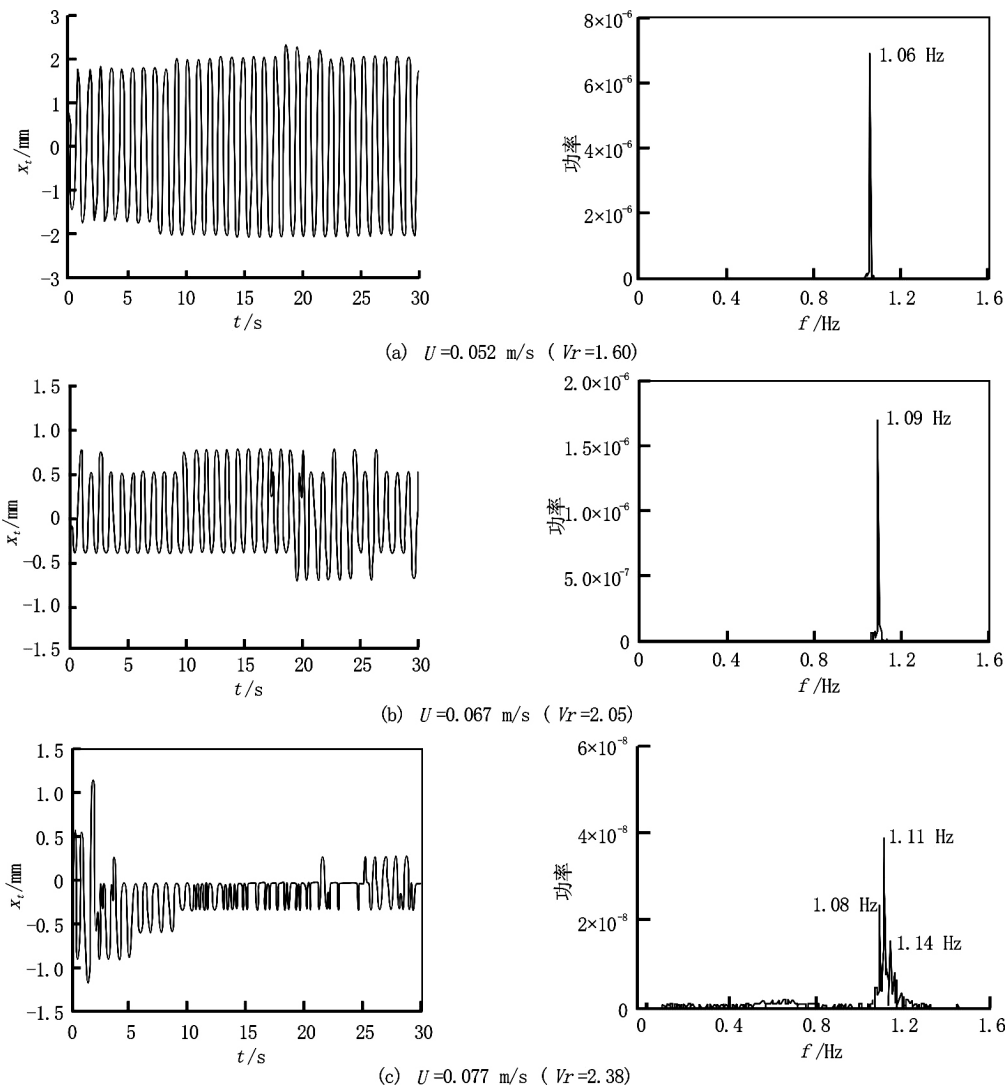 3
2
1
0
−1
−2
−3
x_t/mm
0 5 10 15 20 25 30
t/s
8×10⁻⁶
6×10⁻⁶
4×10⁻⁶
2×10⁻⁶
0
功率
1.06 Hz
0 0.4 0.8 1.2 1.6
f/Hz
(a) U=0.052 m/s ( Vr=1.60)
1.5
1.0
0.5
0
−0.5
−1.0
−1.5
x_t/mm
0 5 10 15 20 25 30
t/s
2.0×10⁻⁶
1.5×10⁻⁶
1.0×10⁻⁶
5.0×10⁻⁷
0
功率
1.09 Hz
0 0.4 0.8 1.2 1.6
f/Hz
(b) U=0.067 m/s ( Vr=2.05)
1.5
1.0
0.5
0
−0.5
−1.0
−1.5
x_t/mm
0 5 10 15 20 25 30
t/s
6×10⁻⁸
4×10⁻⁸
2×10⁻⁸
0
功率
1.11 Hz
1.08 Hz
1.14 Hz
0 0.4 0.8 1.2 1.6
f/Hz
(c) U=0.077 m/s ( Vr=2.38)